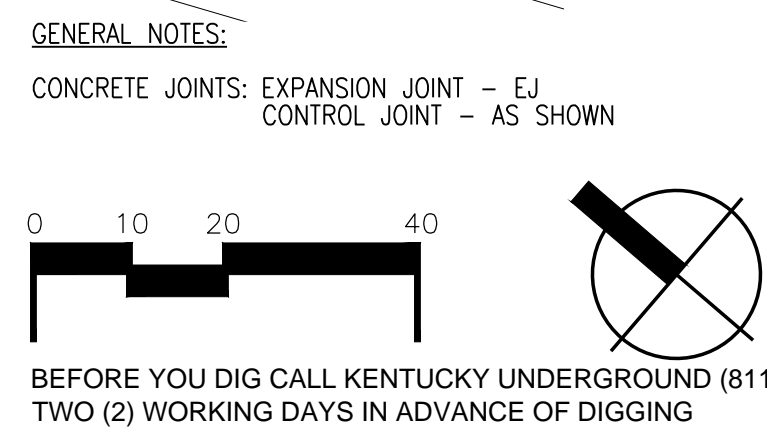 GENERAL NOTES:
CONCRETE JOINTS: EXPANSION JOINT – EJ
CONTROL JOINT – AS SHOWN
0 10 20 40
BEFORE YOU DIG CALL KENTUCKY UNDERGROUND (811
TWO (2) WORKING DAYS IN ADVANCE OF DIGGING